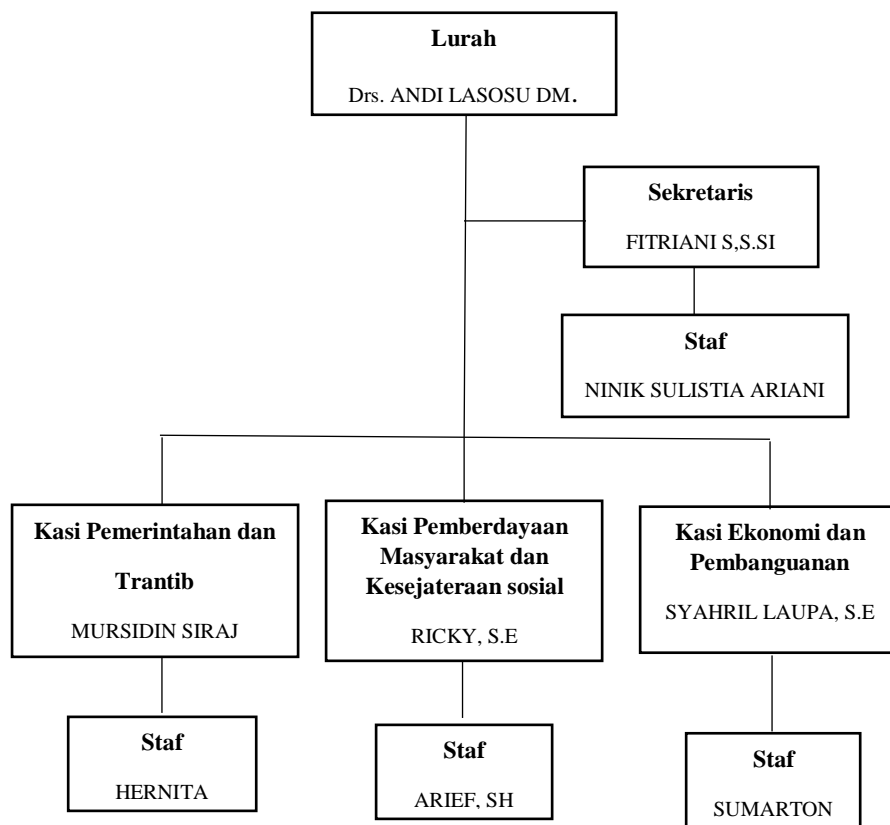 Lurah
Drs. ANDI LASOSU DM.
Sekretaris
FITRIANI S,S.SI
Staf
NINIK SULISTIA ARIANI
Kasi Pemerintahan dan
Trantib
MURSIDIN SIRAJ
Kasi Pemberdayaan
Masyarakat dan
Kesejateraan sosial
RICKY, S.E
Kasi Ekonomi dan
Pembanguanan
SYAHRIL LAUPA, S.E
Staf
HERNITA
Staf
ARIEF, SH
Staf
SUMARTON